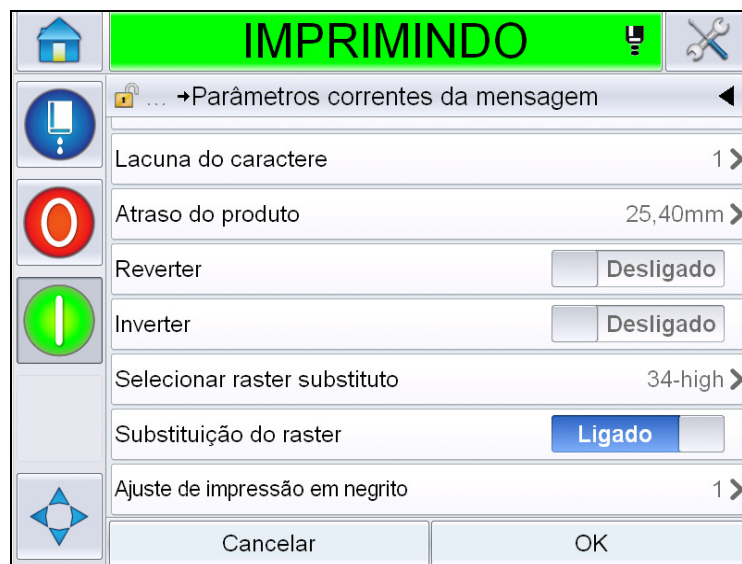 IMPRIMINDO
... →Parâmetros correntes da mensagem
Lacuna do caractere 1
Atraso do produto 25,40mm
Reverter Desligado
Inverter Desligado
Selecionar raster substituto 34-high
Substituição do raster Ligado
Ajuste de impressão em negrito 1
Cancelar OK